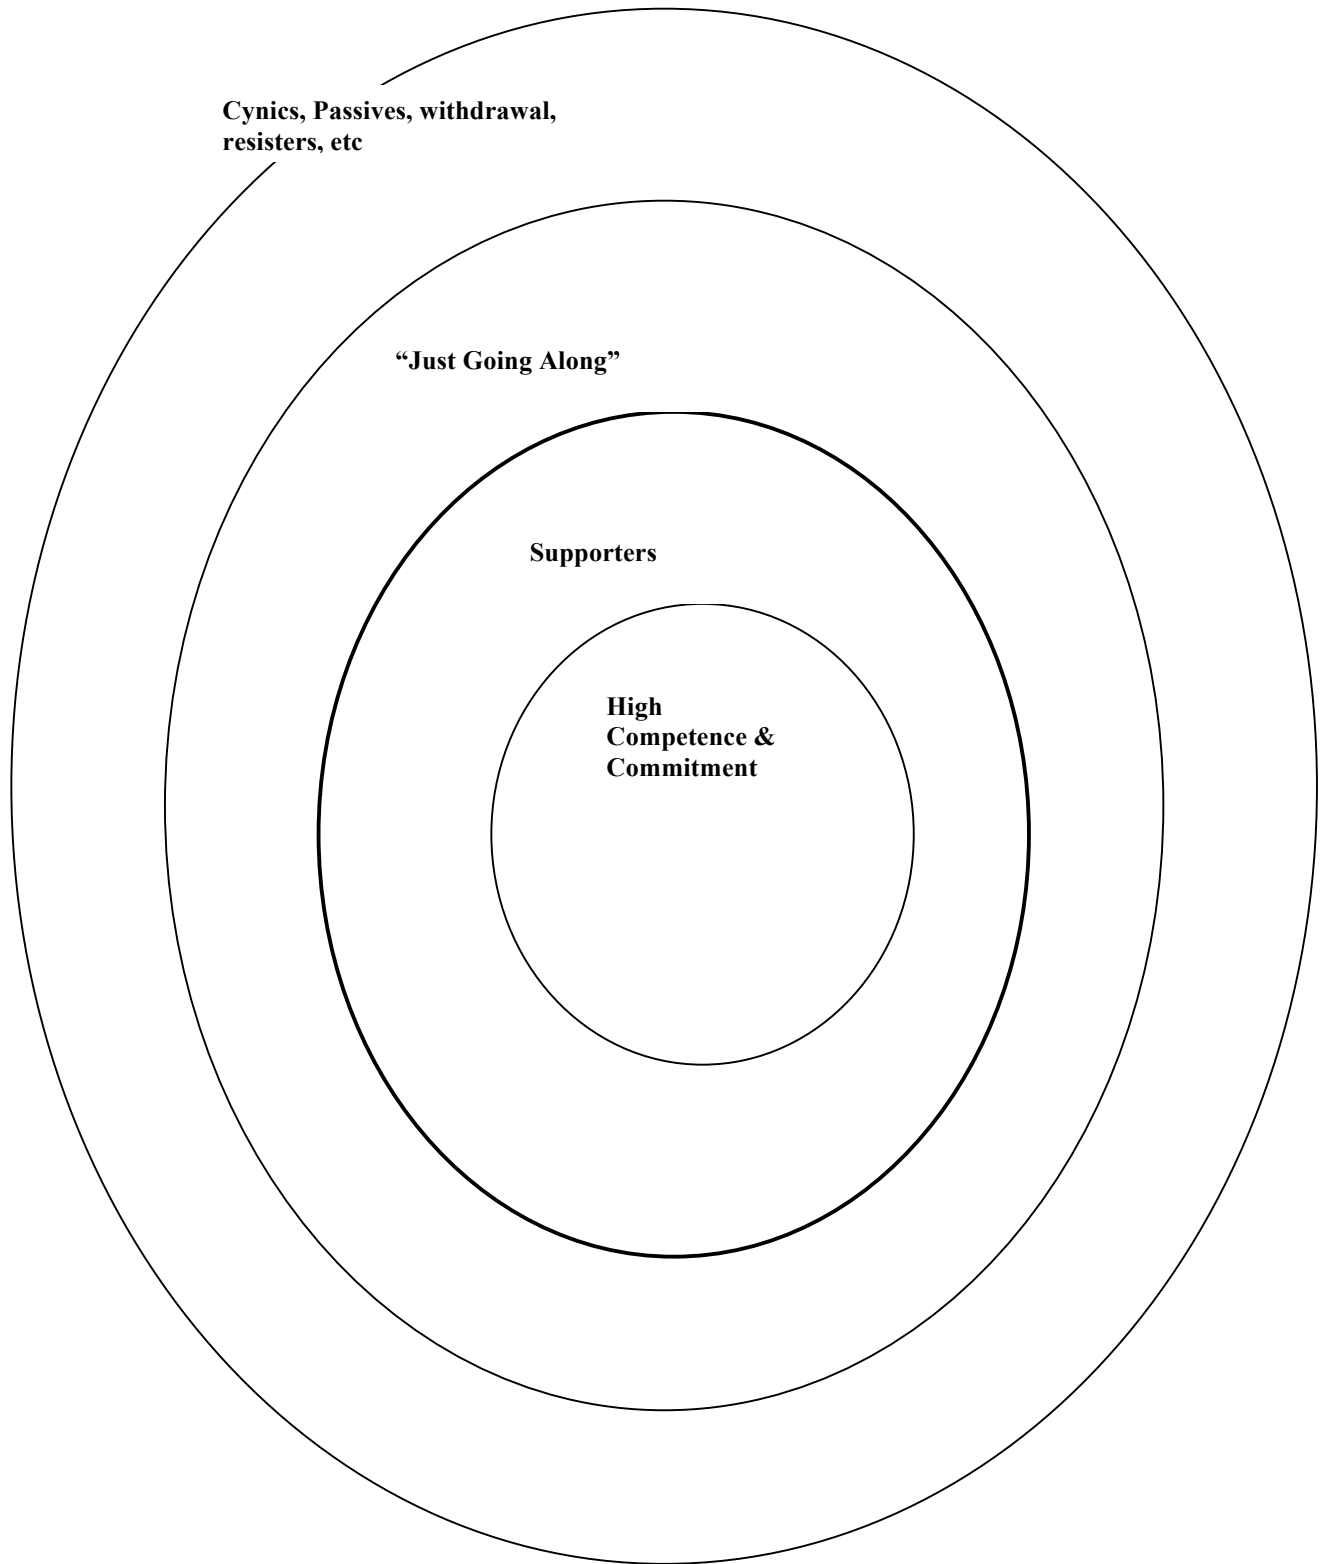 Cynics, Passives, withdrawal,
resisters, etc
“Just Going Along”
Supporters
High
Competence &
Commitment